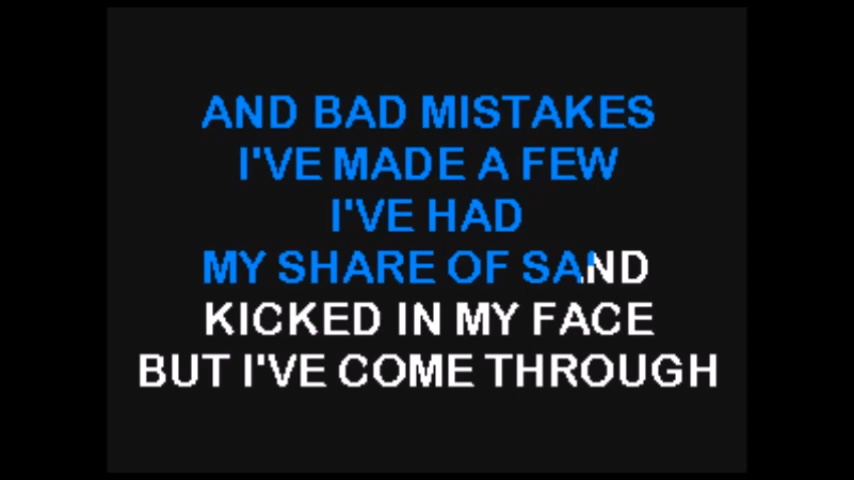 AND BAD MISTAKES
I'VE MADE A FEW
I'VE HAD
MY SHARE OF SAND
KICKED IN MY FACE
BUT I'VE COME THROUGH